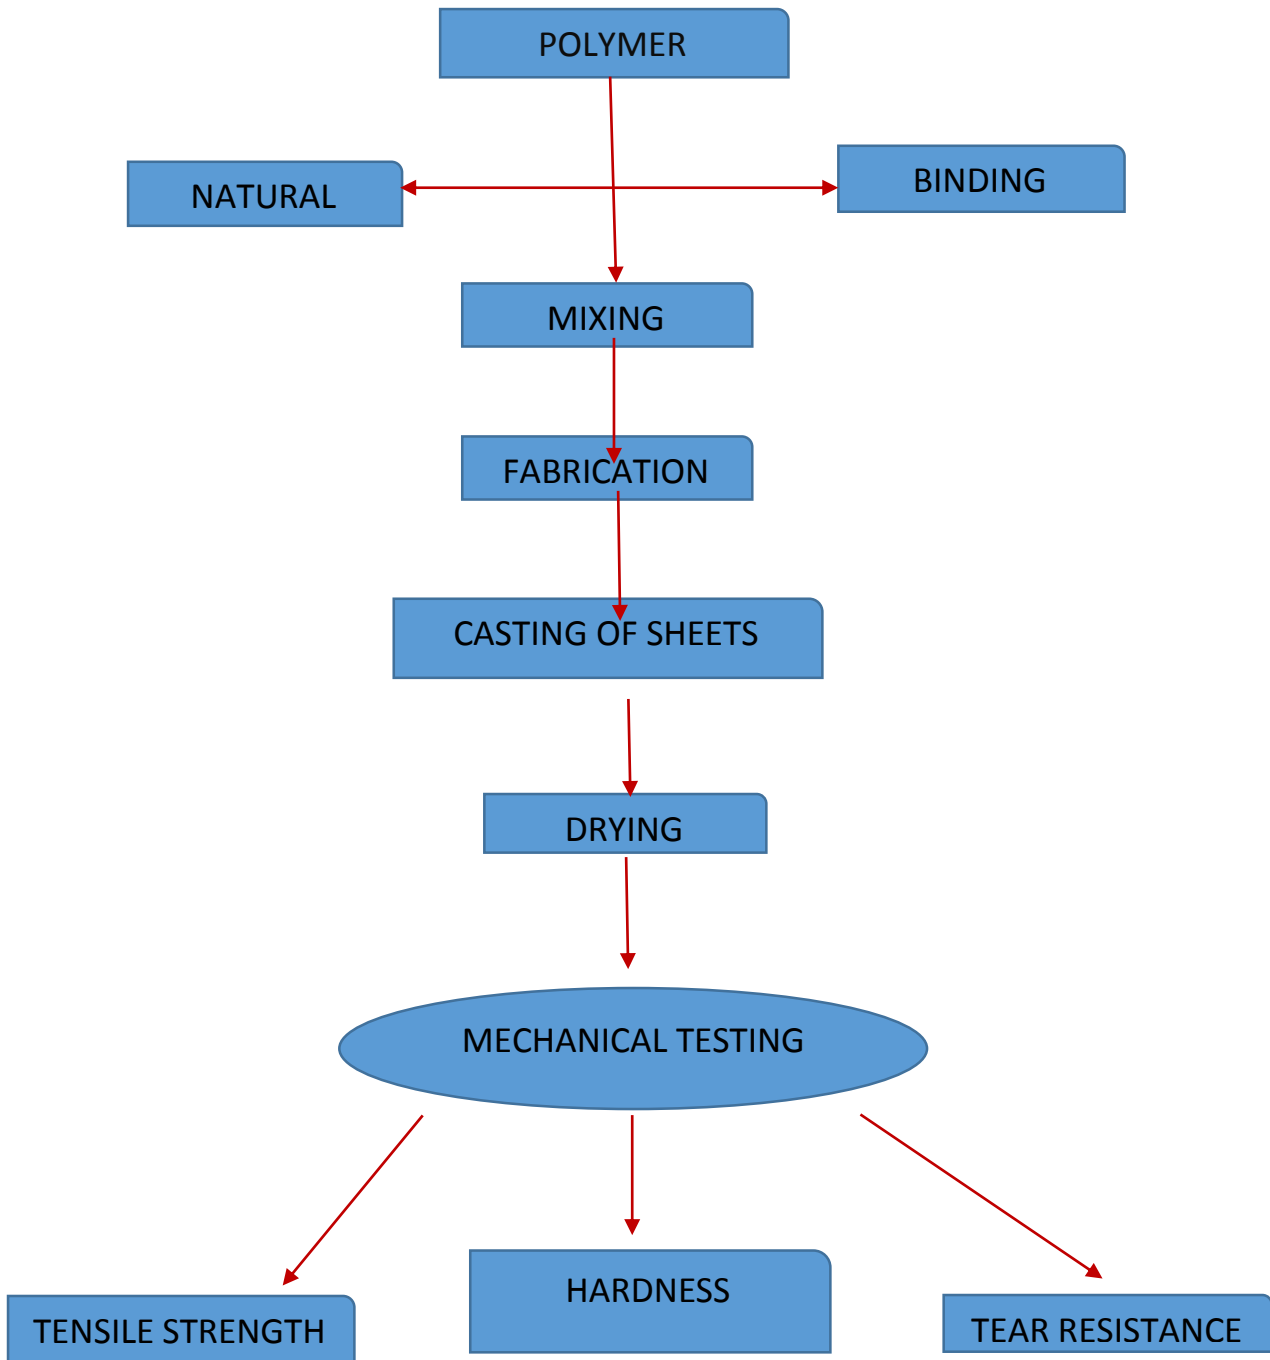 POLYMER
NATURAL
BINDING
MIXING
FABRICATION
CASTING OF SHEETS
DRYING
MECHANICAL TESTING
TENSILE STRENGTH
HARDNESS
TEAR RESISTANCE